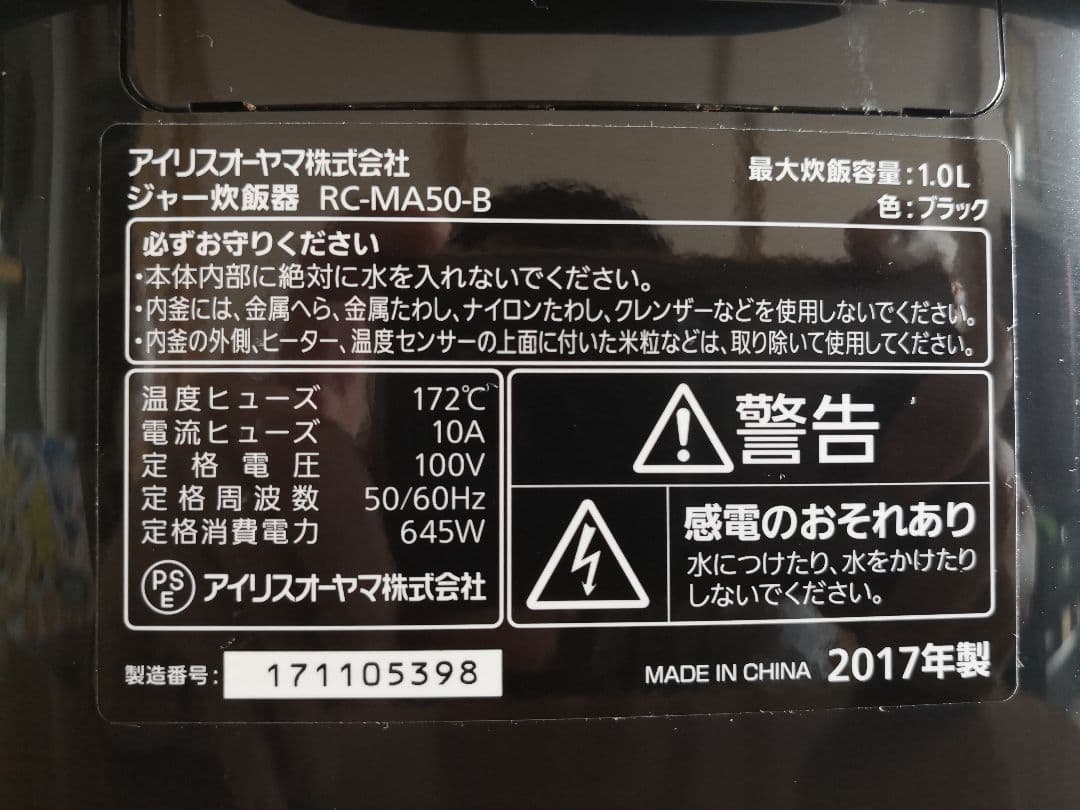 アイリスオーヤマ株式会社
ジャー炊飯器 RC-MA50-B
最大炊飯容量:1.0L
色:ブラック
必ずお守りください
・本体内部に絶対に水を入れないでください。
・内釜には、金属へら、金属たわし、ナイロンたわし、クレンザーなどを使用しないでください。
・内釜の外側、ヒーター、温度センサーの上面に付いた米粒などは、取り除いて使用してください。
温度ヒューズ 172℃
電流ヒューズ 10A
定格電圧 100V
定格周波数 50/60Hz
定格消費電力 645W
PSE アイリスオーヤマ株式会社
警告
感電のおそれあり
水につけたり、水をかけたり
しないでください。
製造番号: 171105398
MADE IN CHINA 2017年製